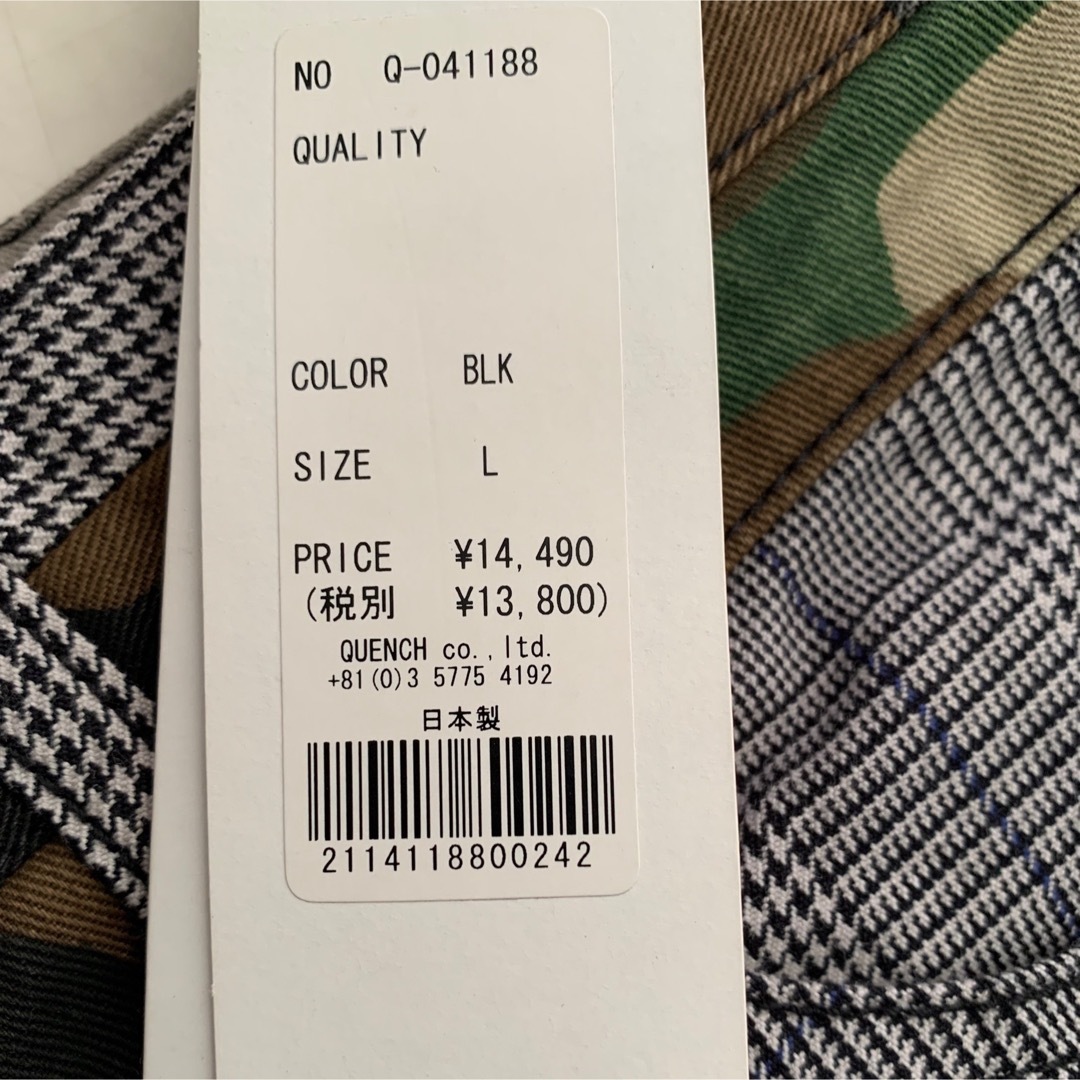 NO Q-041188
QUALITY
COLOR BLK
SIZE L
PRICE ¥14,490
(税別 ¥13,800)
QUENCH co.,ltd.
+81(0)3 5775 4192
日本製
2114118800242